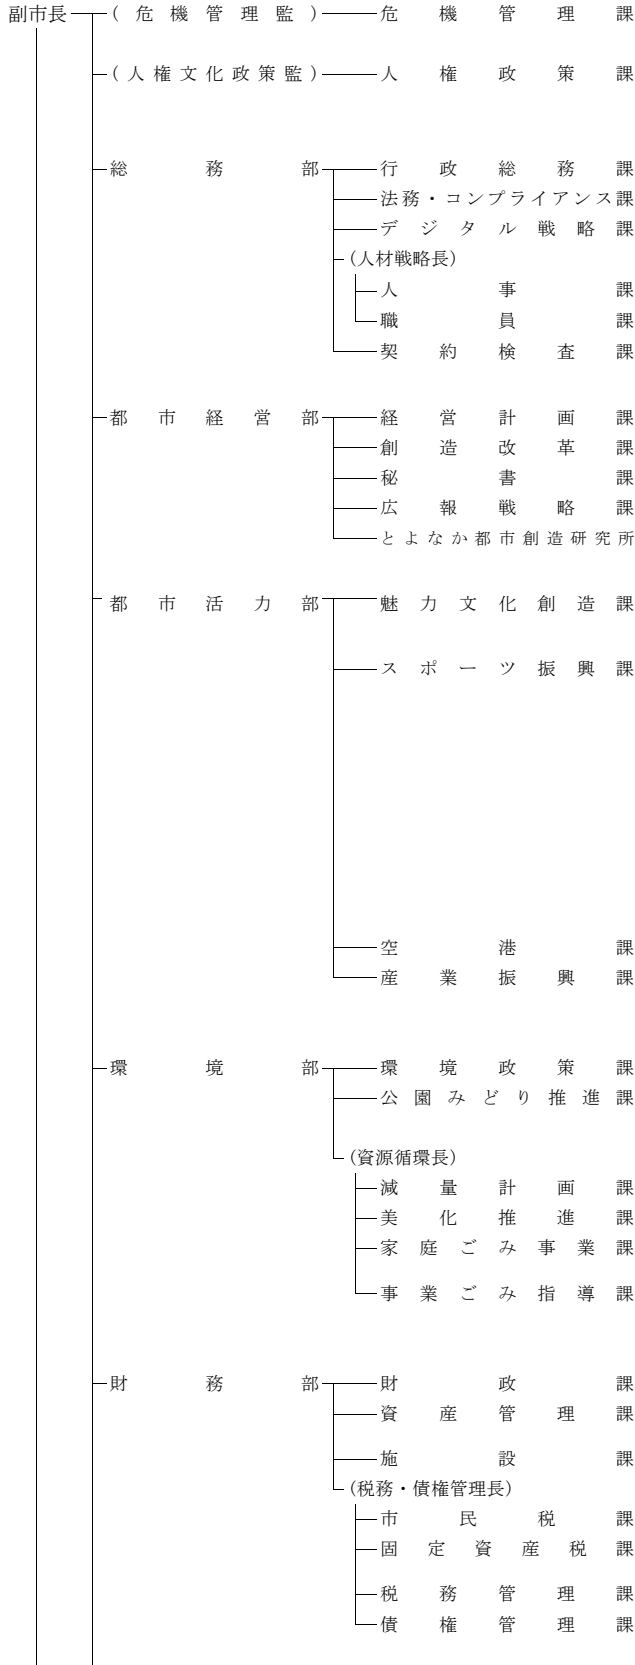 副市長 (危機管理監) 危機管理課
(人権文化政策監) 人権政策課
総務部 行政総務課
法務・コンプライアンス課
デジタル戦略課
(人材戦略長)
人事課
職員課
契約検査課
都市経営部 経営計画課
創造改革課
秘書課
広報戦略課
とよなか都市創造研究所
都市活力部 魅力文化創造課
スポーツ振興課
空港課
産業振興課
環境部 環境政策課
公園みどり推進課
(資源循環長)
減量計画課
美化推進課
家庭ごみ事業課
事業ごみ指導課
財務部 財政課
資産管理課
施設課
(税務・債権管理長)
市民税課
固定資産税課
税務管理課
債権管理課